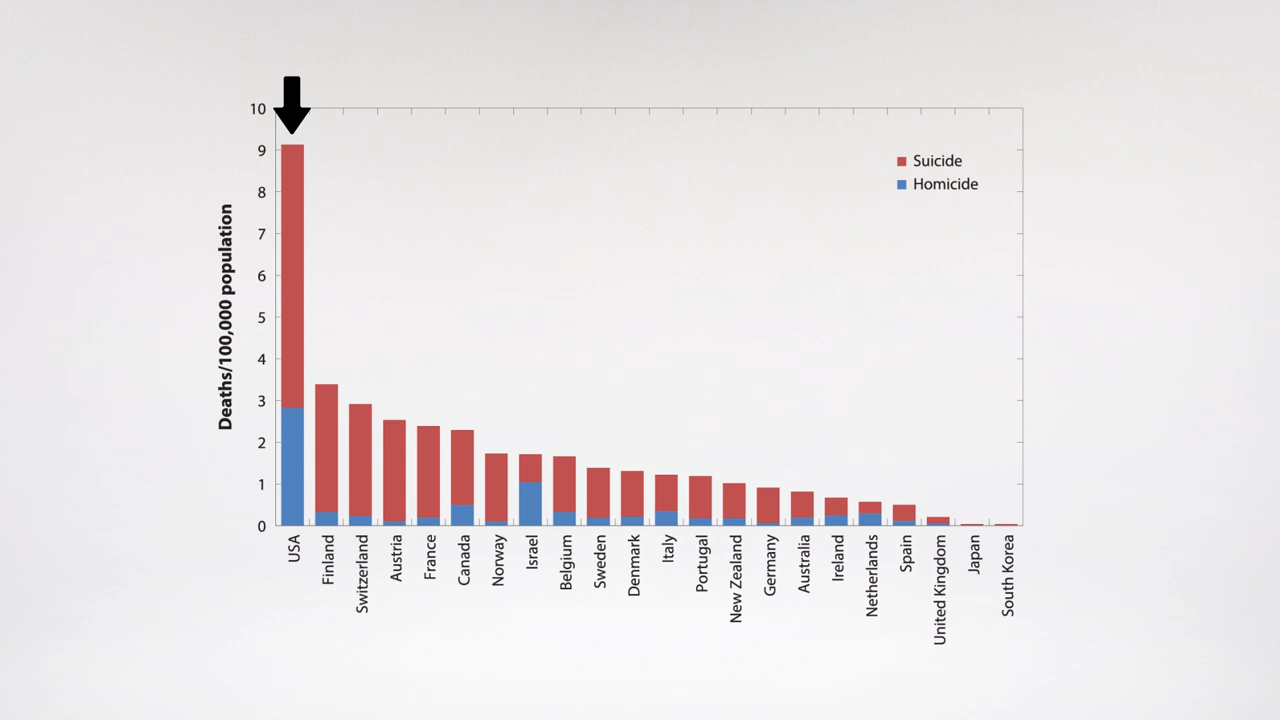 10
9
8
7
6
5
4
3
2
1
0
Deaths/100,000 population
Suicide
Homicide
USA
Finland
Switzerland
Austria
France
Canada
Norway
Israel
Belgium
Sweden
Denmark
Italy
Portugal
New Zealand
Germany
Australia
Ireland
Netherlands
Spain
United Kingdom
Japan
South Korea